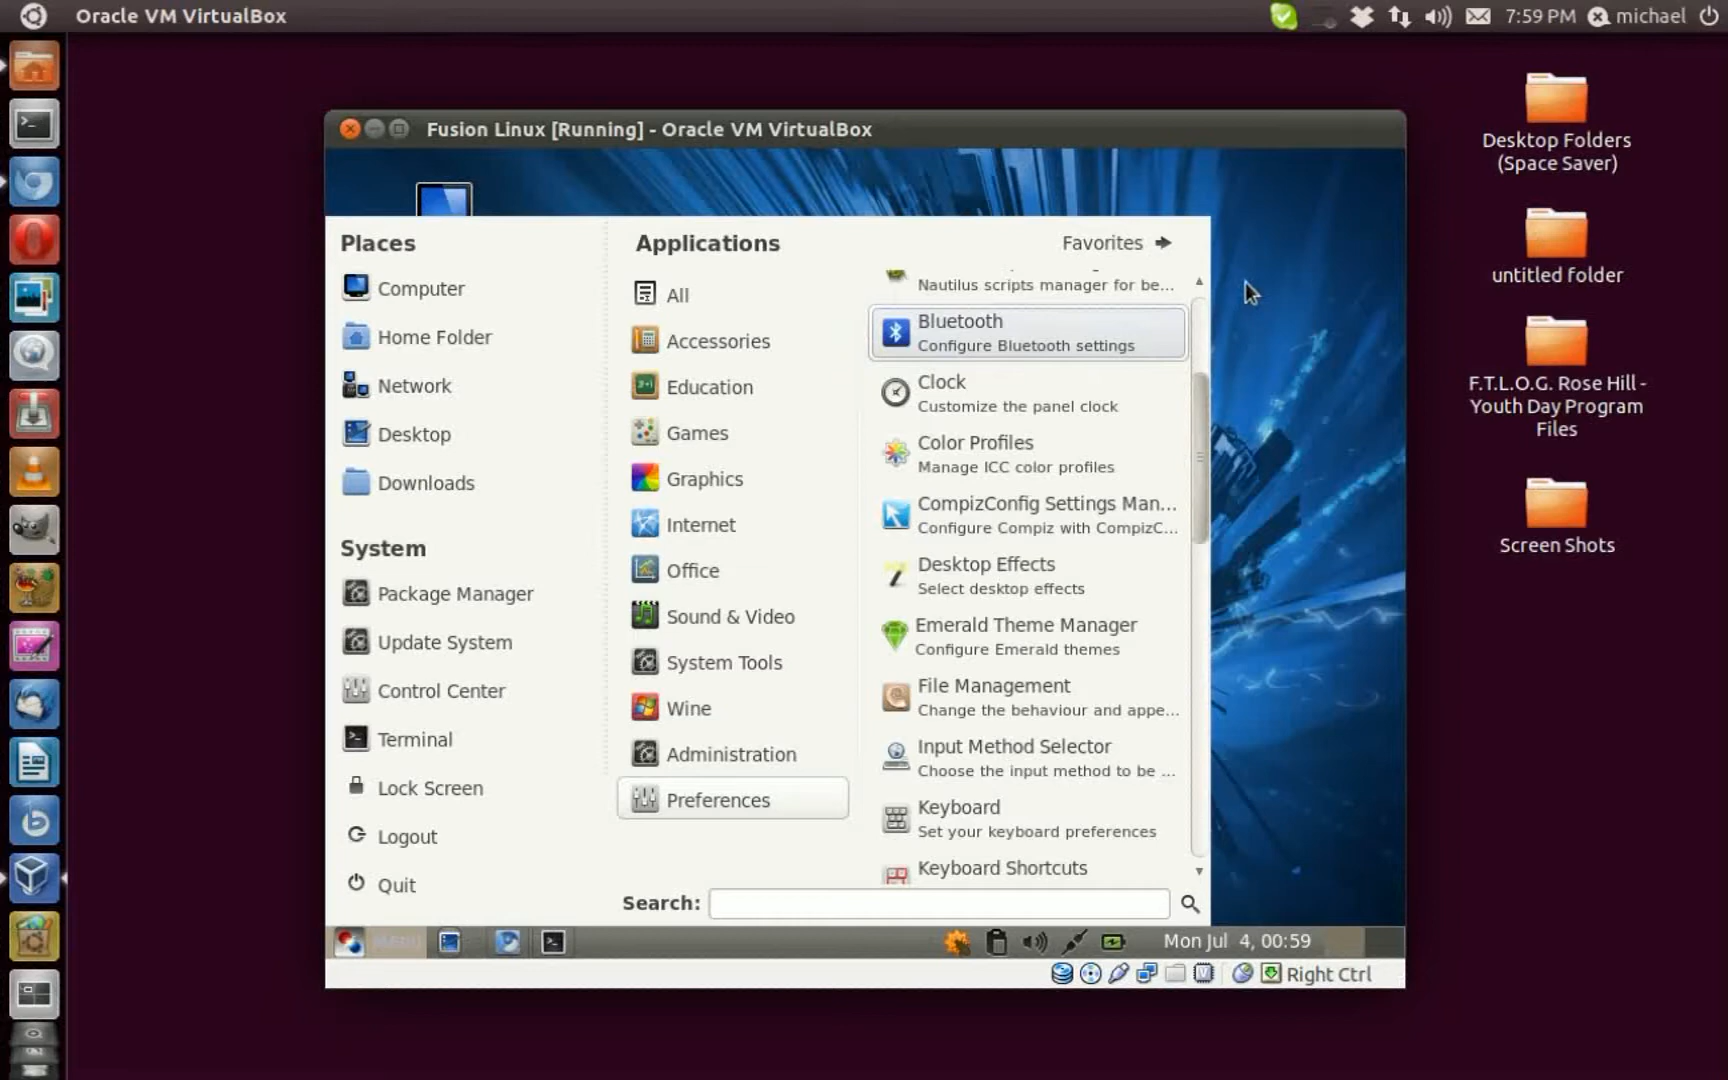 Oracle VM VirtualBox
7:59 PM
michael
Desktop Folders
(Space Saver)
untitled folder
F.T.L.O.G. Rose Hill -
Youth Day Program
Files
Screen Shots
Fusion Linux [Running] - Oracle VM VirtualBox
Places
Computer
Home Folder
Network
Desktop
Downloads
System
Package Manager
Update System
Control Center
Terminal
Lock Screen
Logout
Quit
Applications
All
Accessories
Education
Games
Graphics
Internet
Office
Sound & Video
System Tools
Wine
Administration
Preferences
Favorites
Nautilus scripts manager for be...
Bluetooth
Configure Bluetooth settings
Clock
Customize the panel clock
Color Profiles
Manage ICC color profiles
CompizConfig Settings Man...
Configure Compiz with CompizC...
Desktop Effects
Select desktop effects
Emerald Theme Manager
Configure Emerald themes
File Management
Change the behaviour and appe...
Input Method Selector
Choose the input method to be ...
Keyboard
Set your keyboard preferences
Keyboard Shortcuts
Search:
Mon Jul 4, 00:59
Right Ctrl